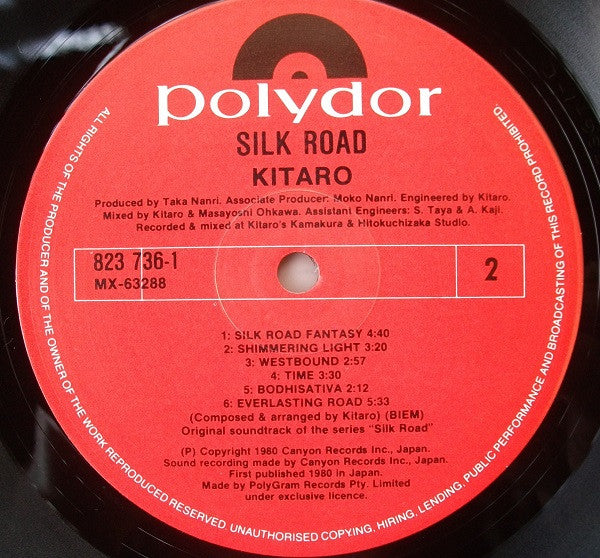 polydor
SILK ROAD
KITARO
Produced by Taka Nanri. Associate Producer: Moko Nanri. Engineered by Kitaro.
Mixed by Kitaro & Masayoshi Ohkawa. Assistant Engineers: S. Taya & A. Kaji.
Recorded & mixed at Kitaro's Kamakura & Hitokuchizaka Studio.
823 736-1
MX-63288
2
1: SILK ROAD FANTASY 4:40
2: SHIMMERING LIGHT 3:20
3: WESTBOUND 2:57
4: TIME 3:30
5: BODHISATIVA 2:12
6: EVERLASTING ROAD 5:33
(Composed & arranged by Kitaro) (BIEM)
Original soundtrack of the series "Silk Road"
(P) Copyright 1980 Canyon Records Inc., Japan.
Sound recording made by Canyon Records Inc., Japan.
First published 1980 in Japan.
Made by PolyGram Records Pty. Limited
under exclusive licence.
ALL RIGHTS OF THE PRODUCER AND OF THE OWNER OF THE WORK REPRODUCED RESERVED. UNAUTHORISED COPYING, HIRING, LENDING, PUBLIC PERFORMANCE AND BROADCASTING OF THIS RECORD PROHIBITED.